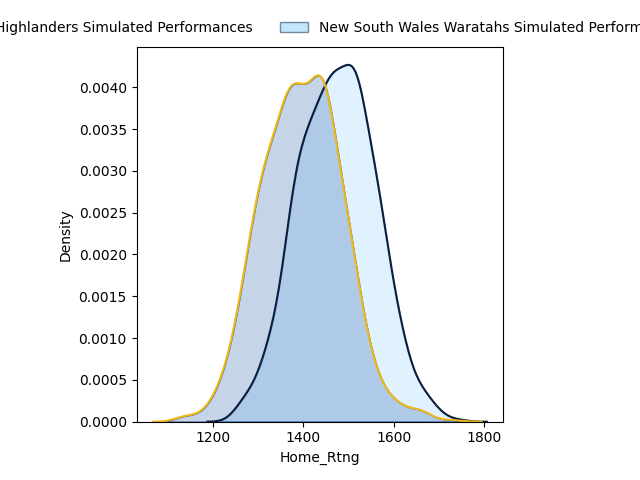 Highlanders Simulated Performances New South Wales Waratahs Simulated Perform
0.0040
0.0035
0.0030
0.0025
0.0020
0.0015
0.0010
0.0005
0.0000
Density
1200 1400 1600 1800
Home_Rtng